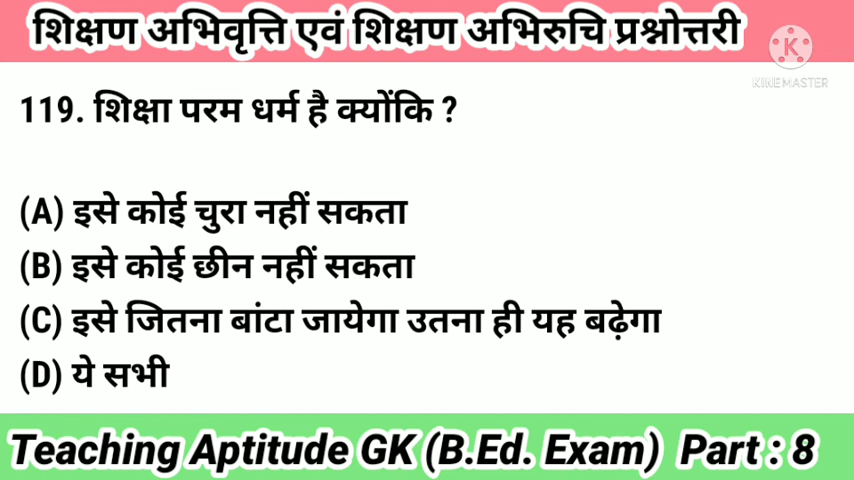 शिक्षण अभिवृत्ति एवं शिक्षण अभिरुचि प्रश्नोत्तरी
K
KINEMASTER
119. शिक्षा परम धर्म है क्योंकि ?
(A) इसे कोई चुरा नहीं सकता
(B) इसे कोई छीन नहीं सकता
(C) इसे जितना बांटा जायेगा उतना ही यह बढ़ेगा
(D) ये सभी
Teaching Aptitude GK (B.Ed. Exam) Part : 8